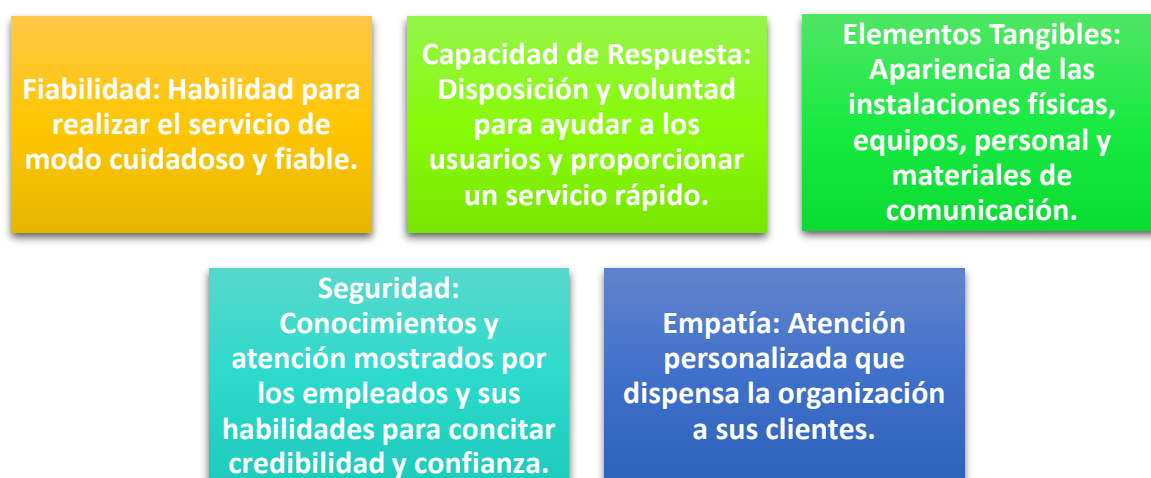 Fiabilidad: Habilidad para
realizar el servicio de
modo cuidadoso y fiable.
Capacidad de Respuesta:
Disposición y voluntad
para ayudar a los
usuarios y proporcionar
un servicio rápido.
Elementos Tangibles:
Apariencia de las
instalaciones físicas,
equipos, personal y
materiales de
comunicación.
Seguridad:
Conocimientos y
atención mostrados por
los empleados y sus
habilidades para concitar
credibilidad y confianza.
Empatía: Atención
personalizada que
dispensa la organización
a sus clientes.